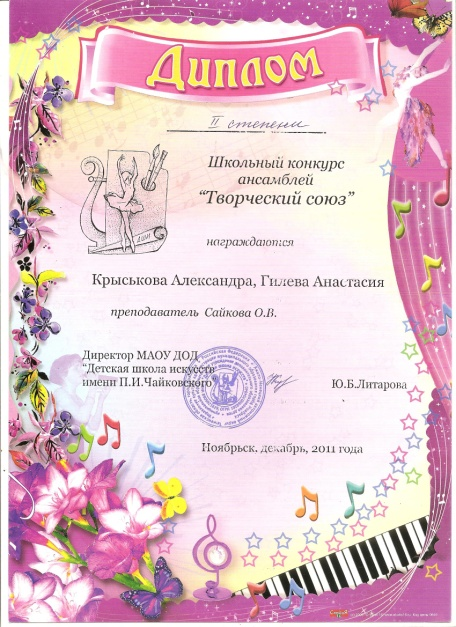 Диплом
II степени
Школьный конкурс
ансамблей
“Творческий союз”
награждаются
Крыськова Александра, Гилева Анастасия
преподаватель Сайкова О.В.
Директор МАОУ ДОД
“Детская школа искусств
имени П.И.Чайковского
Ю.Б.Литарова
Ноябрьск, декабрь, 2011 года